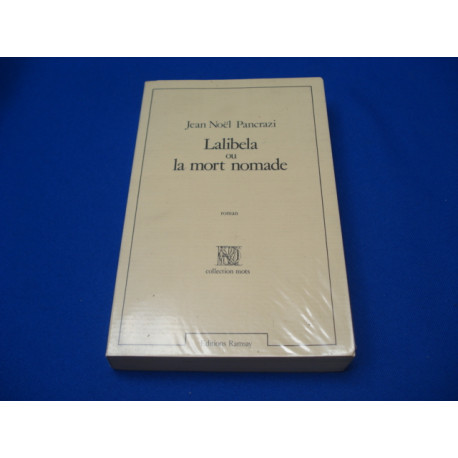 Jean Noël Pancrazi
Lalibela
ou
la mort nomade
roman
collection mots
Editions Ramsay